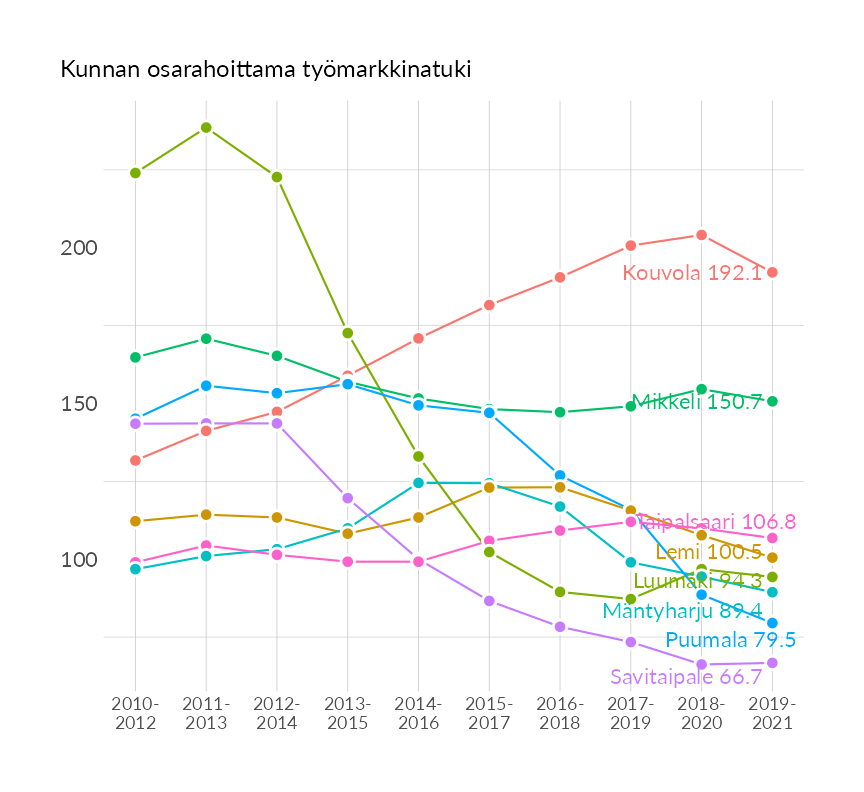 Kunnan osarahoittama työmarkkinatuki
200
150
100
Kouvola 192.1
Mikkeli 150.7
Taipalsaari 106.8
Lemi 100.5
Luumäki 94.3
Mäntyharju 89.4
Puumala 79.5
Savitaipale 66.7
2010-
2012
2011-
2013
2012-
2014
2013-
2015
2014-
2016
2015-
2017
2016-
2018
2017-
2019
2018-
2020
2019-
2021